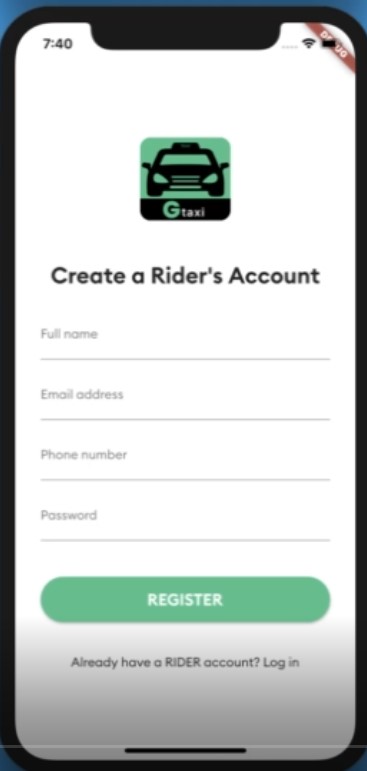 7:40
Gtaxi
Create a Rider's Account
Full name
Email address
Phone number
Password
REGISTER
Already have a RIDER account? Log in